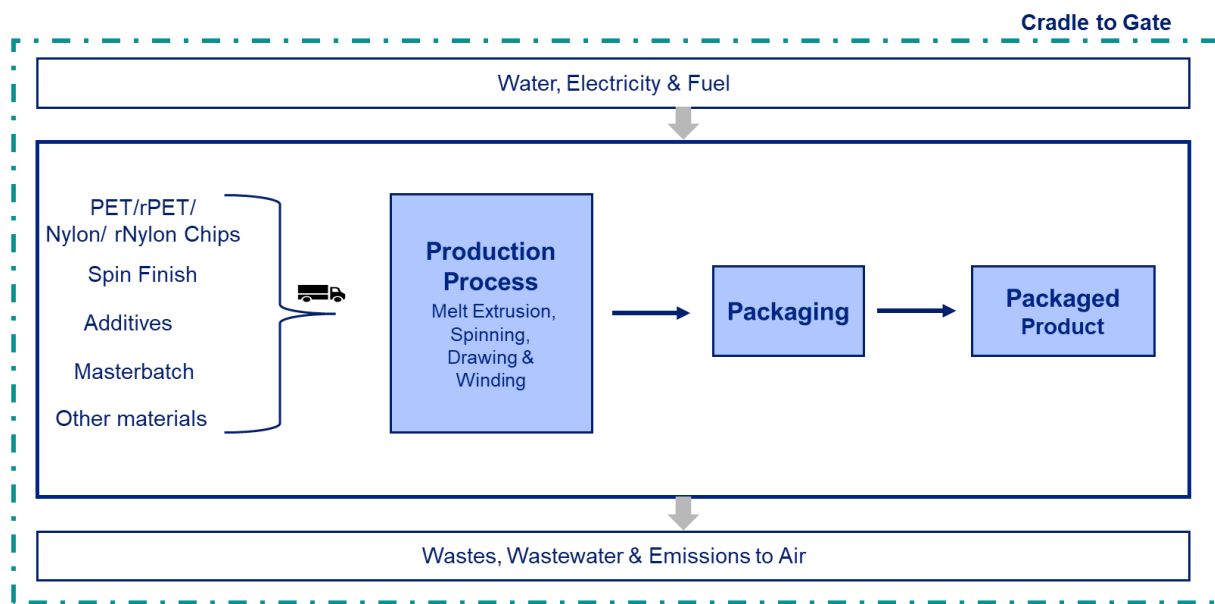 Cradle to Gate
Water, Electricity & Fuel
PET/rPET/
Nylon/ rNylon Chips
Spin Finish
Additives
Masterbatch
Other materials
Production
Process
Melt Extrusion,
Spinning,
Drawing &
Winding
Packaging
Packaged
Product
Wastes, Wastewater & Emissions to Air